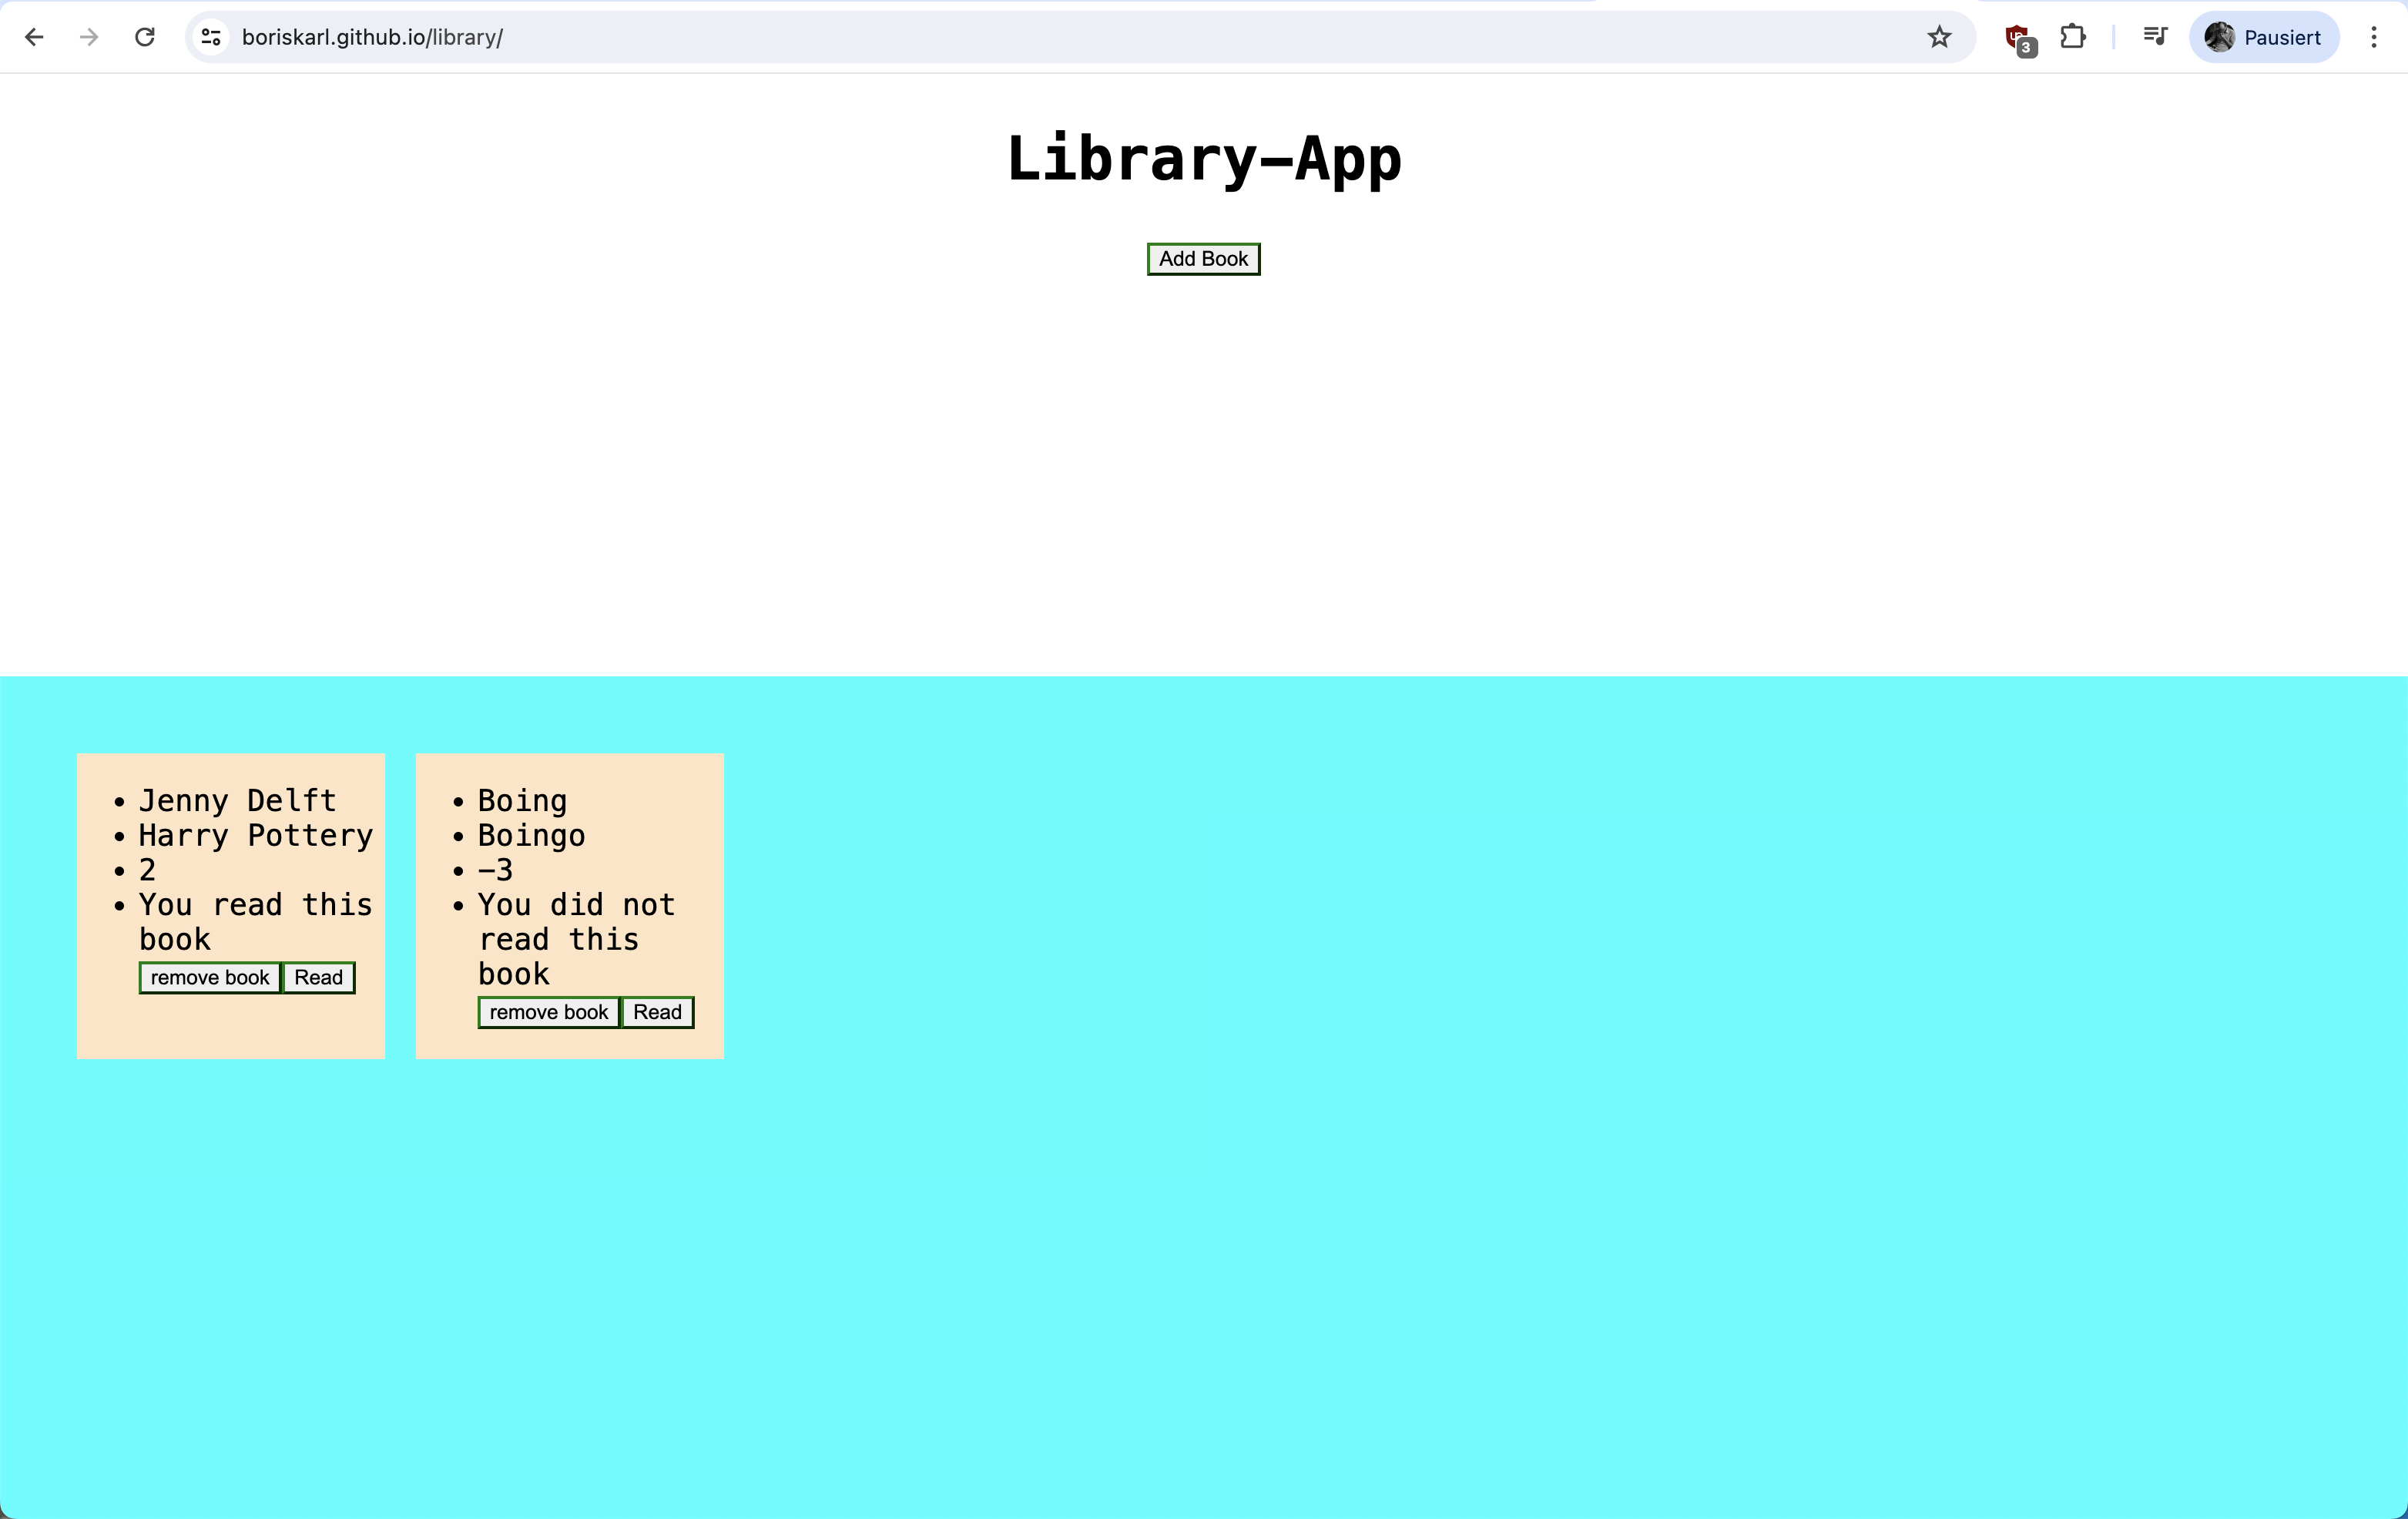 boriskarl.github.io/library/
3
Pausiert
Library-App
Add Book
Jenny Delft
Harry Pottery
2
You read this
book
remove book Read
Boing
Boingo
-3
You did not
read this
book
remove book Read